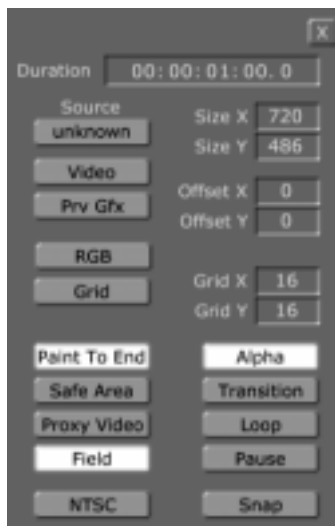 X
Duration 00:00:01:00.0
Source
unknown
Size X 720
Size Y 486
Video
Prv Gfx
Offset X 0
Offset Y 0
RGB
Grid
Grid X 16
Grid Y 16
Paint To End Alpha
Safe Area Transition
Proxy Video Loop
Field Pause
NTSC Snap